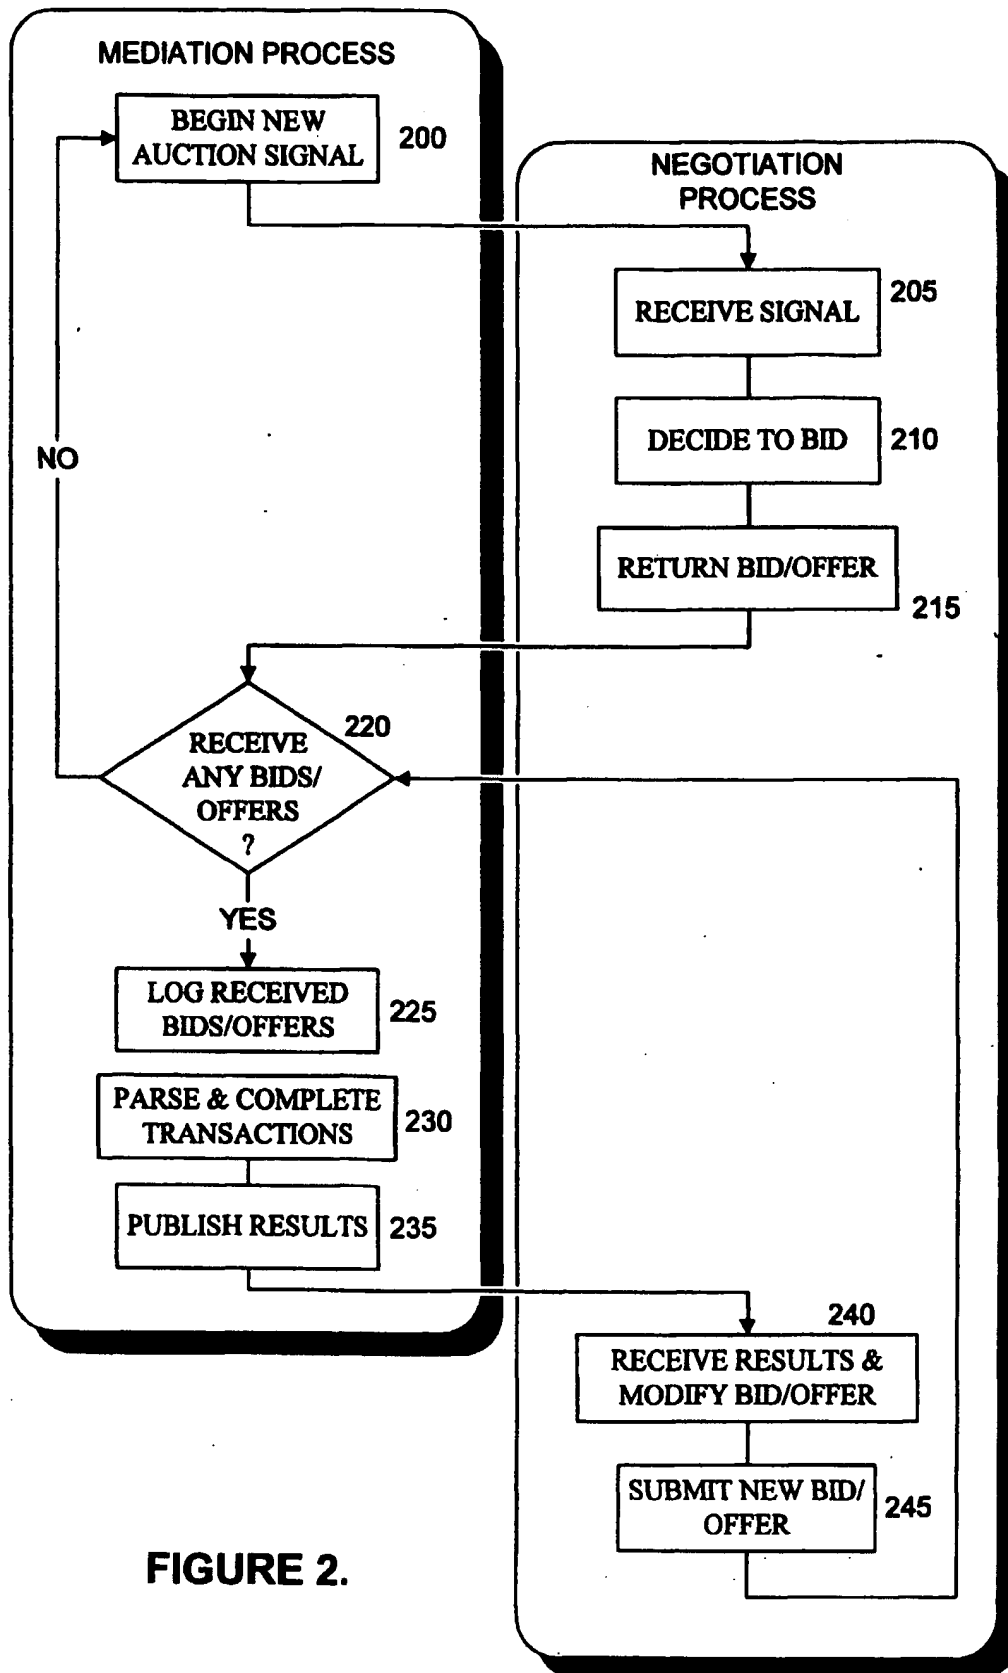 MEDIATION PROCESS
BEGIN NEW
AUCTION SIGNAL
200
NEGOTIATION
PROCESS
RECEIVE SIGNAL
205
DECIDE TO BID
210
NO
RETURN BID/OFFER
215
220
RECEIVE
ANY BIDS/
OFFERS
?
YES
LOG RECEIVED
BIDS/OFFERS
225
PARSE & COMPLETE
TRANSACTIONS
230
PUBLISH RESULTS
235
240
RECEIVE RESULTS &
MODIFY BID/OFFER
SUBMIT NEW BID/
OFFER
245
FIGURE 2.